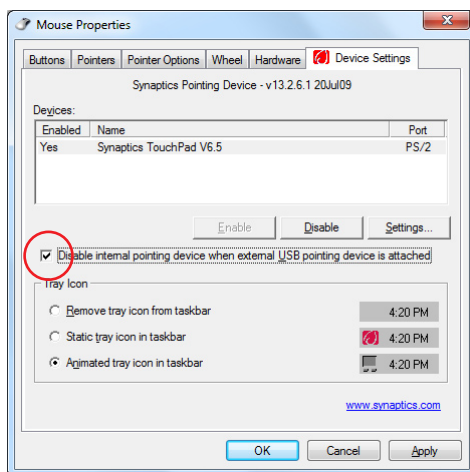 Mouse Properties
Buttons Pointers Pointer Options Wheel Hardware Device Settings
Synaptics Pointing Device - v13.2.6.1 20Jul09
Devices:
Enabled Name Port
Yes Synaptics TouchPad V6.5 PS/2
Enable Disable Settings...
Disable internal pointing device when external USB pointing device is attached
Tray Icon
Remove tray icon from taskbar 4:20 PM
Static tray icon in taskbar 4:20 PM
Animated tray icon in taskbar 4:20 PM
www.synaptics.com
OK Cancel Apply